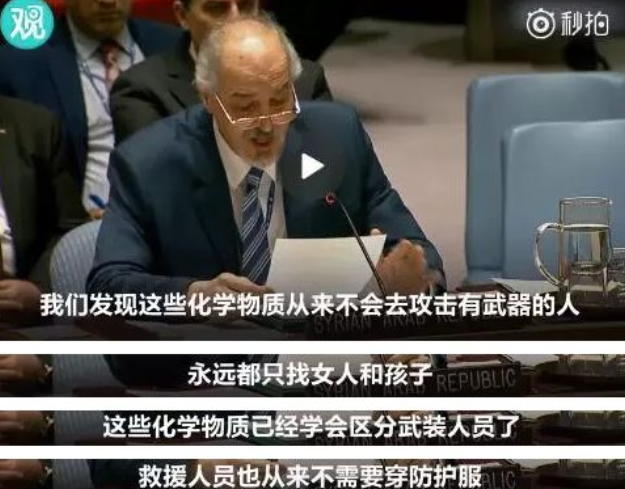 观
秒拍
我们发现这些化学物质从来不会去攻击有武器的人
SYRIAN ARAB REPUBLIC
永远都只找女人和孩子
ARAB REPUBLIC
这些化学物质已经学会区分武装人员了
救援人员也从来不需要穿防护服